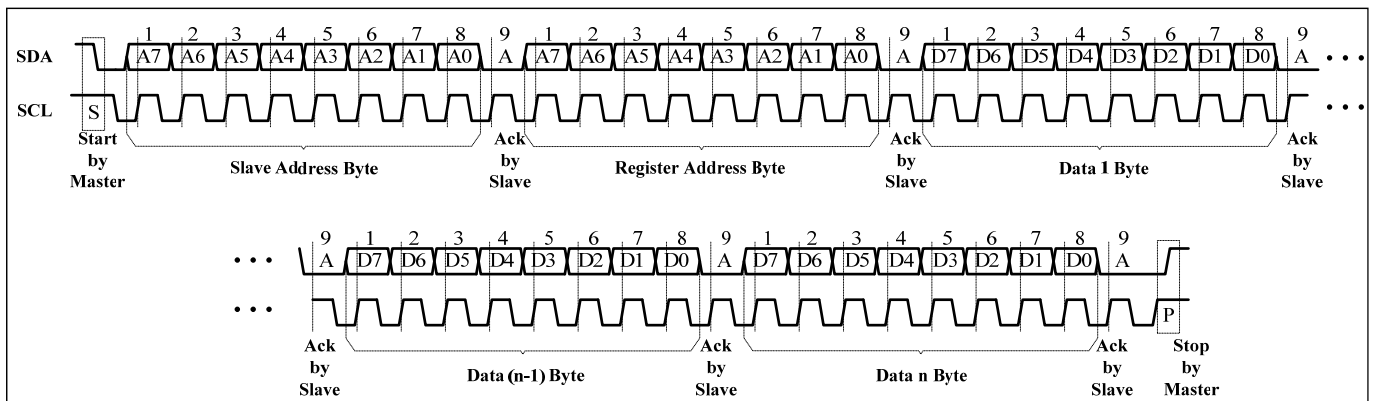 1 2 3 4 5 6 7 8 9 1 2 3 4 5 6 7 8 9 1 2 3 4 5 6 7 8 9
SDA A7 A6 A5 A4 A3 A2 A1 A0 A A7 A6 A5 A4 A3 A2 A1 A0 A D7 D6 D5 D4 D3 D2 D1 D0 A • • •
SCL S • • •
Start by Master
Slave Address Byte
Ack by Slave
Register Address Byte
Ack by Slave
Data 1 Byte
Ack by Slave
9 1 2 3 4 5 6 7 8 9 1 2 3 4 5 6 7 8 9
• • • A D7 D6 D5 D4 D3 D2 D1 D0 A D7 D6 D5 D4 D3 D2 D1 D0 A
• • • P
Ack by Slave
Data (n-1) Byte
Ack by Slave
Data n Byte
Ack by Slave
Stop by Master